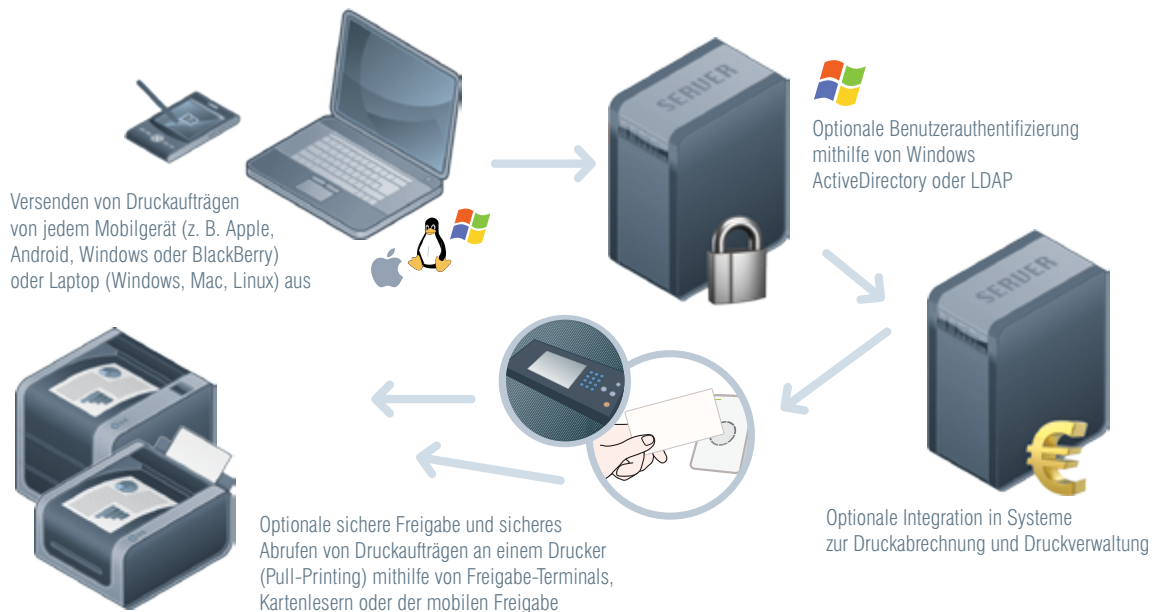 SERVER
Optionale Benutzerauthentifizierung
mithilfe von Windows
ActiveDirectory oder LDAP
Versenden von Druckaufträgen
von jedem Mobilgerät (z. B. Apple,
Android, Windows oder BlackBerry)
oder Laptop (Windows, Mac, Linux) aus
SERVER
Optionale Integration in Systeme
zur Druckabrechnung und Druckverwaltung
Optionale sichere Freigabe und sicheres
Abrufen von Druckaufträgen an einem Drucker
(Pull-Printing) mithilfe von Freigabe-Terminals,
Kartenlesern oder der mobilen Freigabe